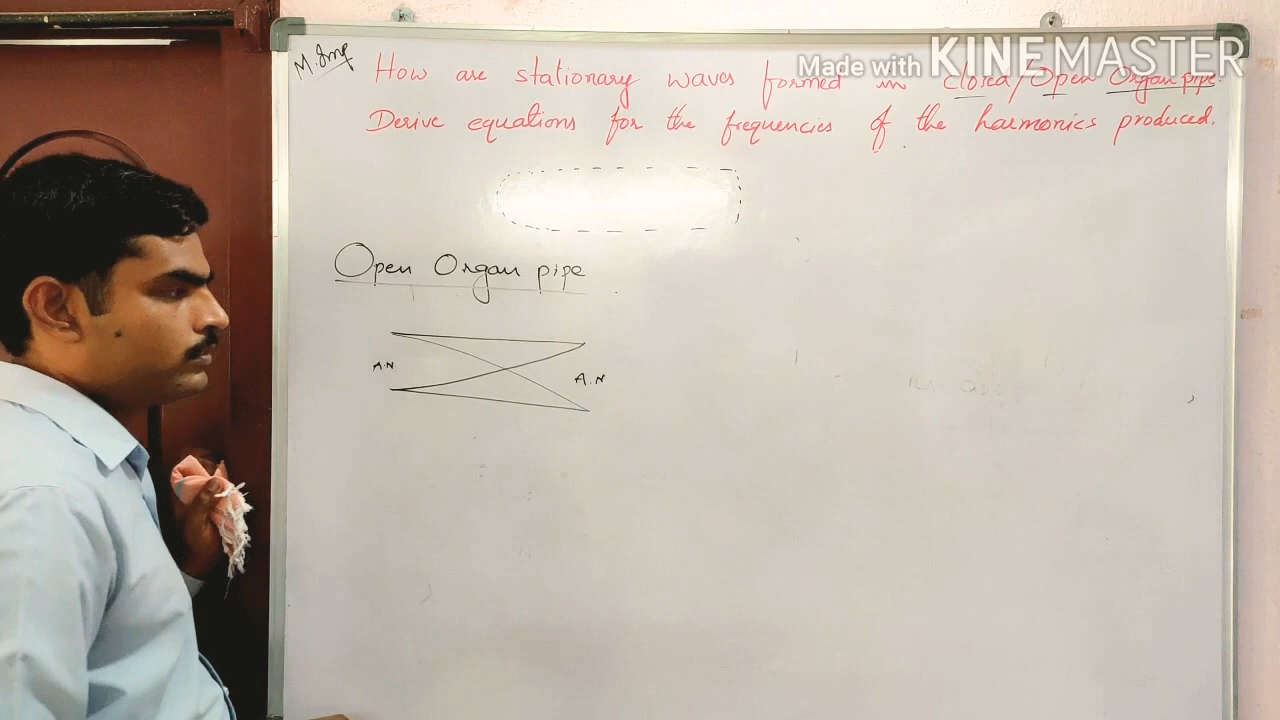 M.Imp
How are stationary waves formed in closed/Open Organ pipe.
Made with KINEMASTER
Derive equations for the frequencies of the harmonics produced.
Open Organ pipe
A.N
A.N